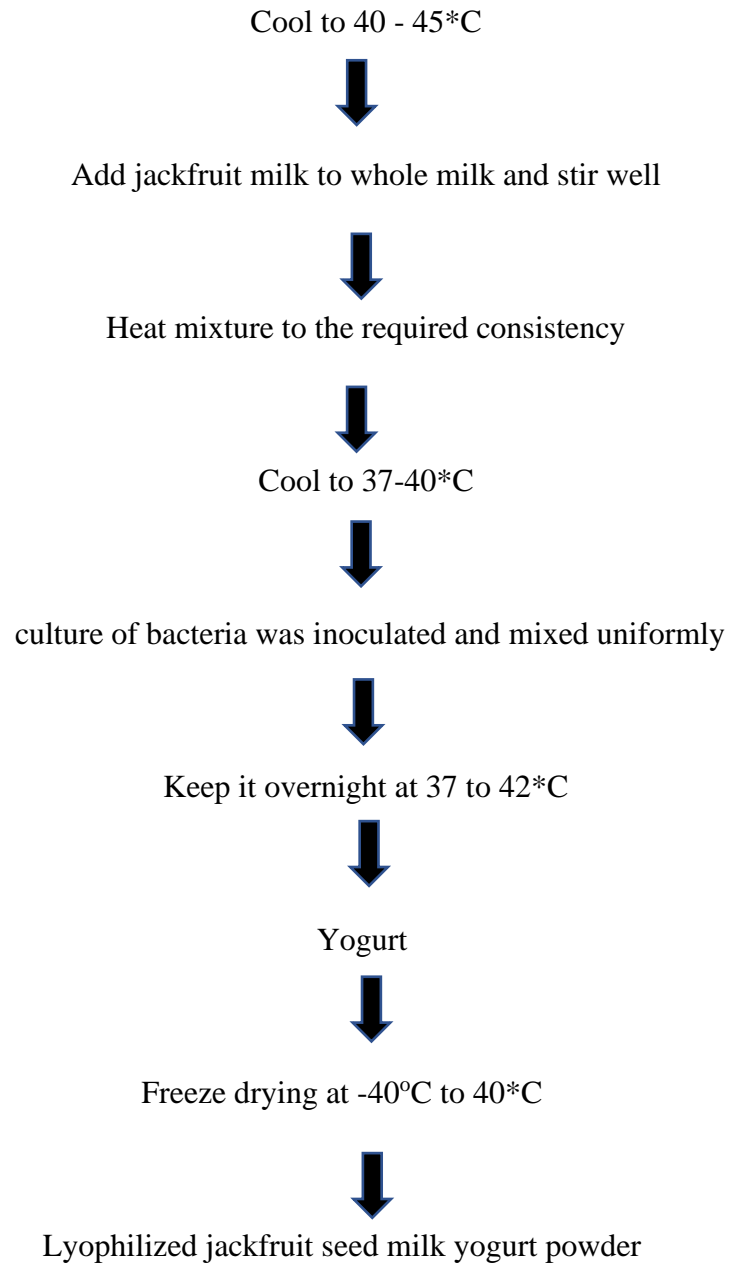 Cool to 40 - 45*C
Add jackfruit milk to whole milk and stir well
Heat mixture to the required consistency
Cool to 37-40*C
culture of bacteria was inoculated and mixed uniformly
Keep it overnight at 37 to 42*C
Yogurt
Freeze drying at -40ºC to 40*C
Lyophilized jackfruit seed milk yogurt powder